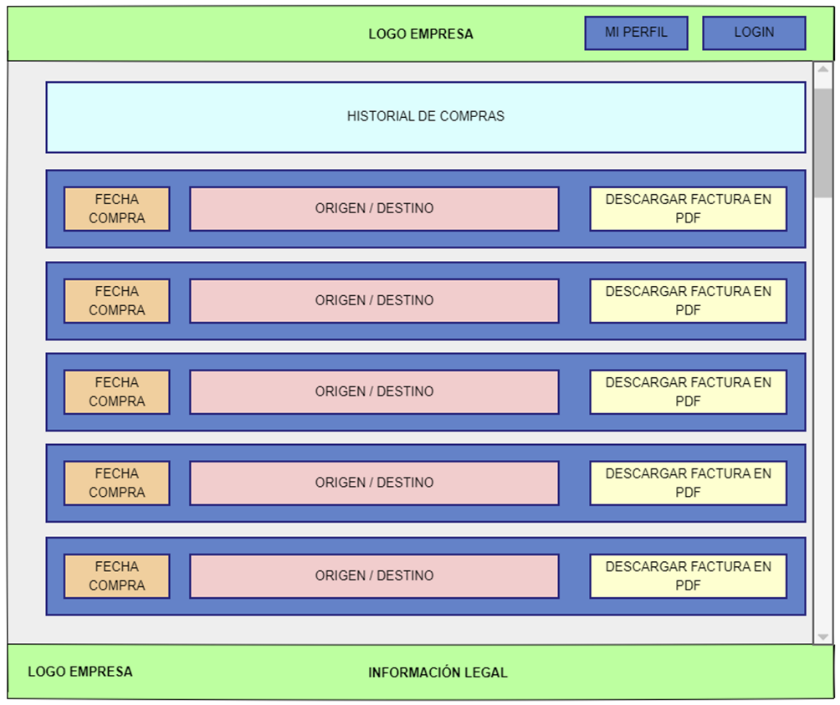 LOGO EMPRESA
MI PERFIL
LOGIN
HISTORIAL DE COMPRAS
FECHA
COMPRA
ORIGEN / DESTINO
DESCARGAR FACTURA EN
PDF
FECHA
COMPRA
ORIGEN / DESTINO
DESCARGAR FACTURA EN
PDF
FECHA
COMPRA
ORIGEN / DESTINO
DESCARGAR FACTURA EN
PDF
FECHA
COMPRA
ORIGEN / DESTINO
DESCARGAR FACTURA EN
PDF
FECHA
COMPRA
ORIGEN / DESTINO
DESCARGAR FACTURA EN
PDF
LOGO EMPRESA
INFORMACIÓN LEGAL